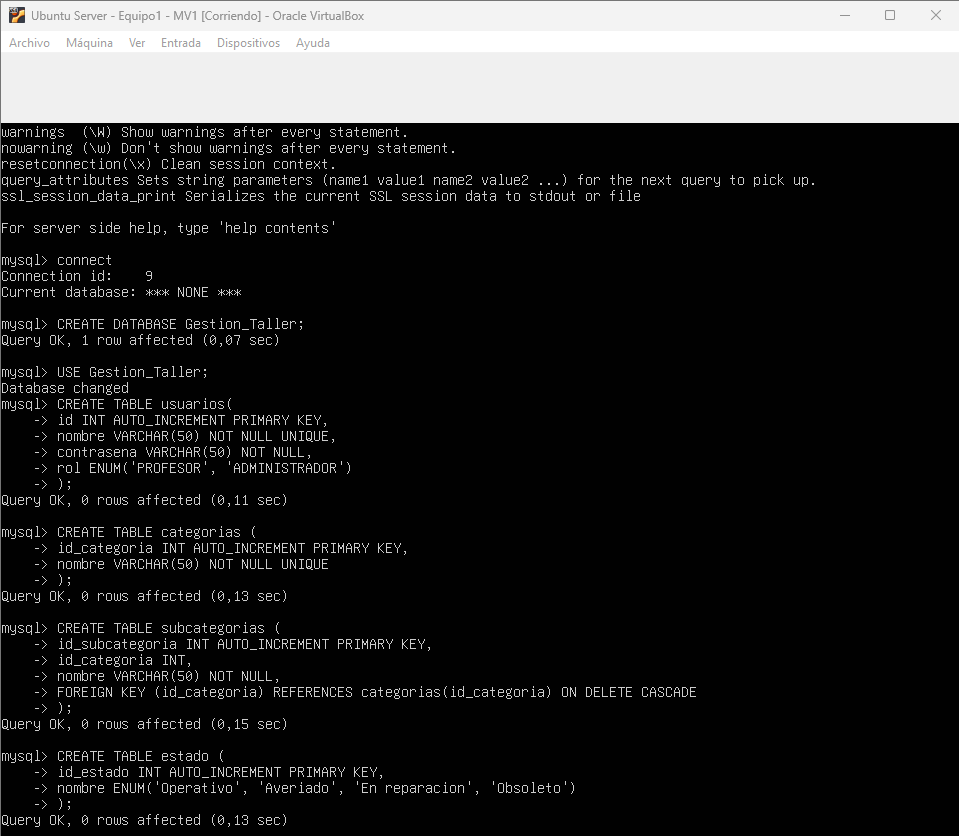 Ubuntu Server - Equipo1 - MV1 [Corriendo] - Oracle VirtualBox
Archivo Máquina Ver Entrada Dispositivos Ayuda
warnings  (\W) Show warnings after every statement.
nowarning (\w) Don't show warnings after every statement.
resetconnection(\x) Clean session context.
query_attributes Sets string parameters (name1 value1 name2 value2 ...) for the next query to pick up.
ssl_session_data_print Serializes the current SSL session data to stdout or file
For server side help, type 'help contents'
mysql> connect
Connection id:    9
Current database: *** NONE ***
mysql> CREATE DATABASE Gestion_Taller;
Query OK, 1 row affected (0,07 sec)
mysql> USE Gestion_Taller;
Database changed
mysql> CREATE TABLE usuarios(
    -> id INT AUTO_INCREMENT PRIMARY KEY,
    -> nombre VARCHAR(50) NOT NULL UNIQUE,
    -> contrasena VARCHAR(50) NOT NULL,
    -> rol ENUM('PROFESOR', 'ADMINISTRADOR')
    -> );
Query OK, 0 rows affected (0,11 sec)
mysql> CREATE TABLE categorias (
    -> id_categoria INT AUTO_INCREMENT PRIMARY KEY,
    -> nombre VARCHAR(50) NOT NULL UNIQUE
    -> );
Query OK, 0 rows affected (0,13 sec)
mysql> CREATE TABLE subcategorias (
    -> id_subcategoria INT AUTO_INCREMENT PRIMARY KEY,
    -> id_categoria INT,
    -> nombre VARCHAR(50) NOT NULL,
    -> FOREIGN KEY (id_categoria) REFERENCES categorias(id_categoria) ON DELETE CASCADE
    -> );
Query OK, 0 rows affected (0,15 sec)
mysql> CREATE TABLE estado (
    -> id_estado INT AUTO_INCREMENT PRIMARY KEY,
    -> nombre ENUM('Operativo', 'Averiado', 'En reparacion', 'Obsoleto')
    -> );
Query OK, 0 rows affected (0,13 sec)